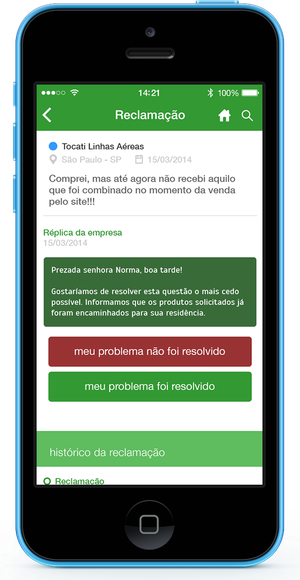 14:21 100%
Reclamação
Tocati Linhas Aéreas
São Paulo - SP 15/03/2014
Comprei, mas até agora não recebi aquilo
que foi combinado no momento da venda
pelo site!!!
Réplica da empresa
15/03/2014
Prezada senhora Norma, boa tarde!
Gostaríamos de resolver esta questão o mais cedo
possível. Informamos que os produtos solicitados já
foram encaminhados para sua residência.
meu problema não foi resolvido
meu problema foi resolvido
histórico da reclamação
Reclamação